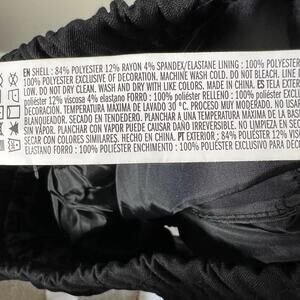 EN SHELL : 84% POLYESTER 12% RAYON 4% SPANDEX/ELASTANE LINING : 100% POLYESTER
100% POLYESTER EXCLUSIVE OF DECORATION. MACHINE WASH COLD. DO NOT BLEACH. LINE
LOW. DO NOT DRY CLEAN. WASH AND DRY WITH LIKE COLORS. MADE IN CHINA. ES TELA EXTER
poliéster 12% viscosa 4% elastano FORRO : 100% poliéster RELLENO : 100% poliéster EXCLU
DE DECORACIÓN. TEMPERATURA MÁXIMA DE LAVADO 30 °C. PROCESO MUY MODERADO. NO USAR
BLANQUEADOR. SECADO EN TENDEDERO. PLANCHAR A UNA TEMPERATURA MÁXIMA DE LA BASE
SIN VAPOR. PLANCHAR CON VAPOR PUEDE CAUSAR DAÑO IRREVERSIBLE. NO LIMPIEZA EN SEC
SECAR CON COLORES SIMILARES. HECHO EN CHINA. PT EXTERIOR : 84% POLIÉSTER 12% VIS
ELASTANO FORRO : 100% POLIÉSTER ENCHIMENTO : 100% POLIÉSTER EXCLUSIVO PARA DECO